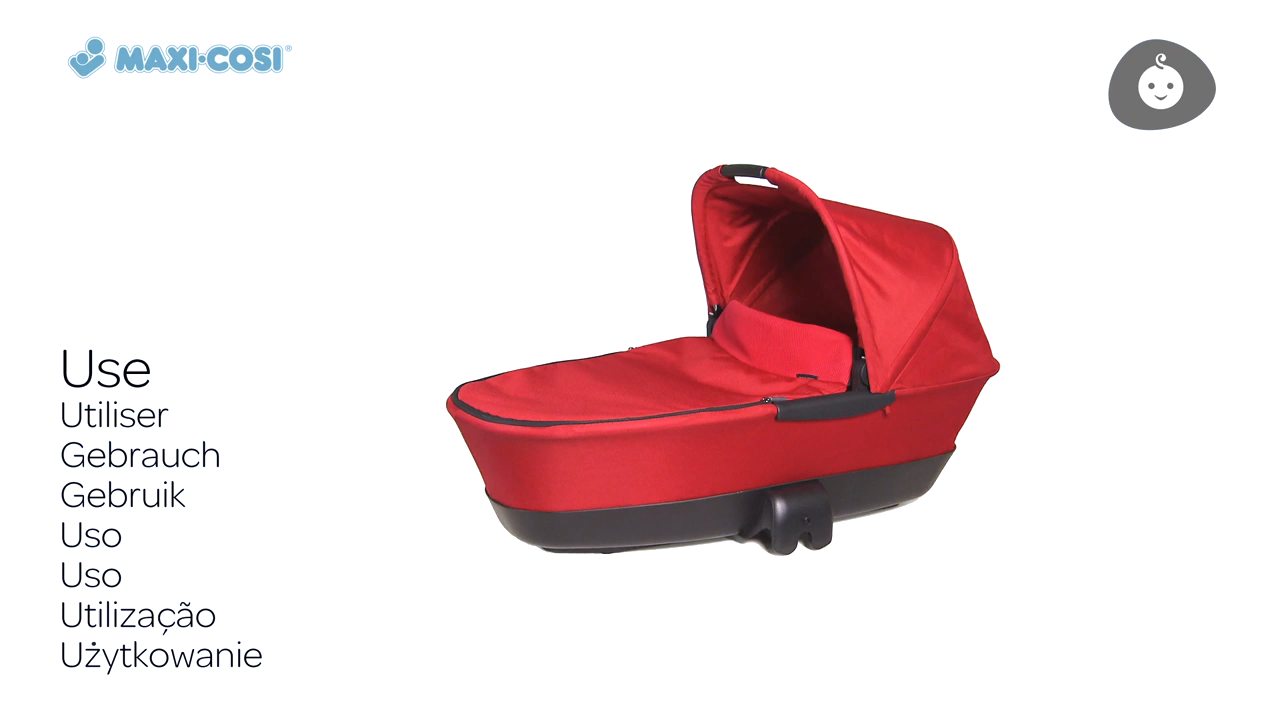 MAXI·COSI®
Use
Utiliser
Gebrauch
Gebruik
Uso
Uso
Utilização
Użytkowanie